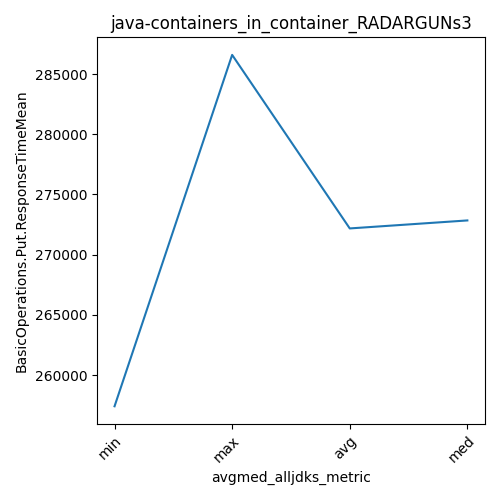 java-containers_in_container_RADARGUNs3
BasicOperations.Put.ResponseTimeMean
285000
280000
275000
270000
265000
260000
min
max
avg
med
avgmed_alljdks_metric